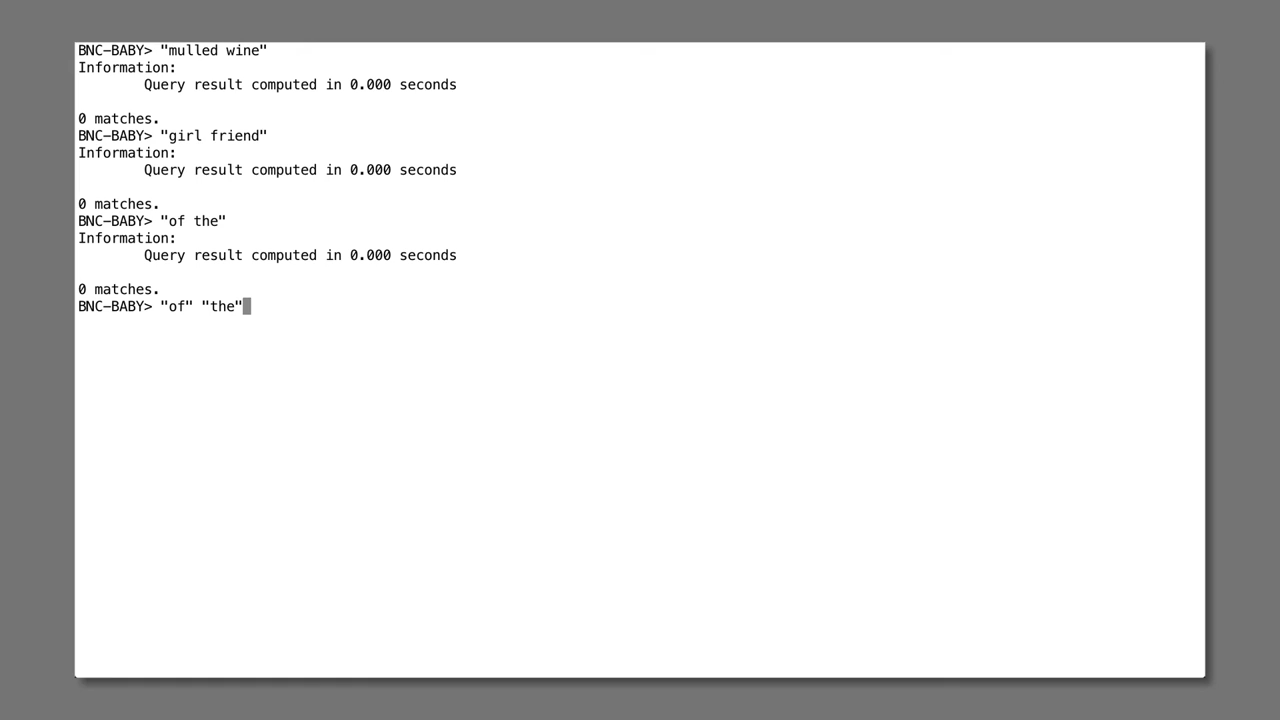 BNC-BABY> "mulled wine"
Information:
        Query result computed in 0.000 seconds

0 matches.
BNC-BABY> "girl friend"
Information:
        Query result computed in 0.000 seconds

0 matches.
BNC-BABY> "of the"
Information:
        Query result computed in 0.000 seconds

0 matches.
BNC-BABY> "of" "the"